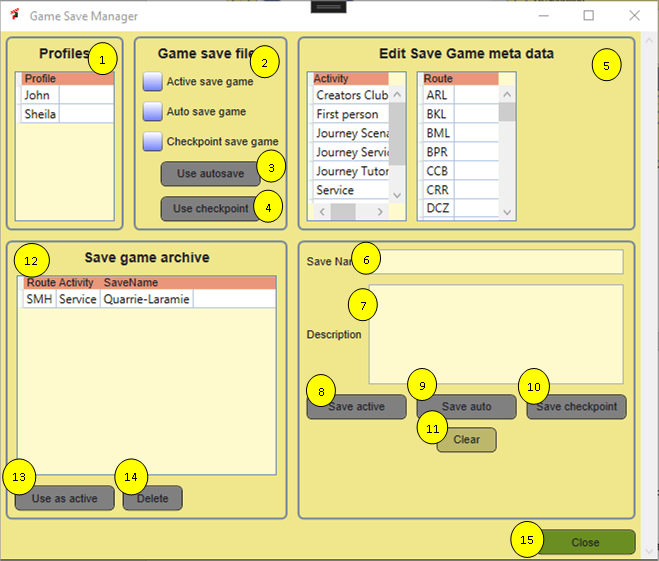 Game Save Manager
Profiles 1
Profile
John
Sheila
Game save file 2
Active save game
Auto save game
Checkpoint save game
Use autosave 3
Use checkpoint 4
Edit Save Game meta data 5
Activity
Creators Club
First person
Journey Scena
Journey Servic
Journey Tutor
Service
Route
ARL
BKL
BML
BPR
CCB
CRR
DCZ
12 Save game archive
Route Activity SaveName
SMH Service Quarrie-Laramie
13 Use as active
14 Delete
Save Nam 6
7
Description
8 Save active
9 Save auto
10 Save checkpoint
11 Clear
15 Close